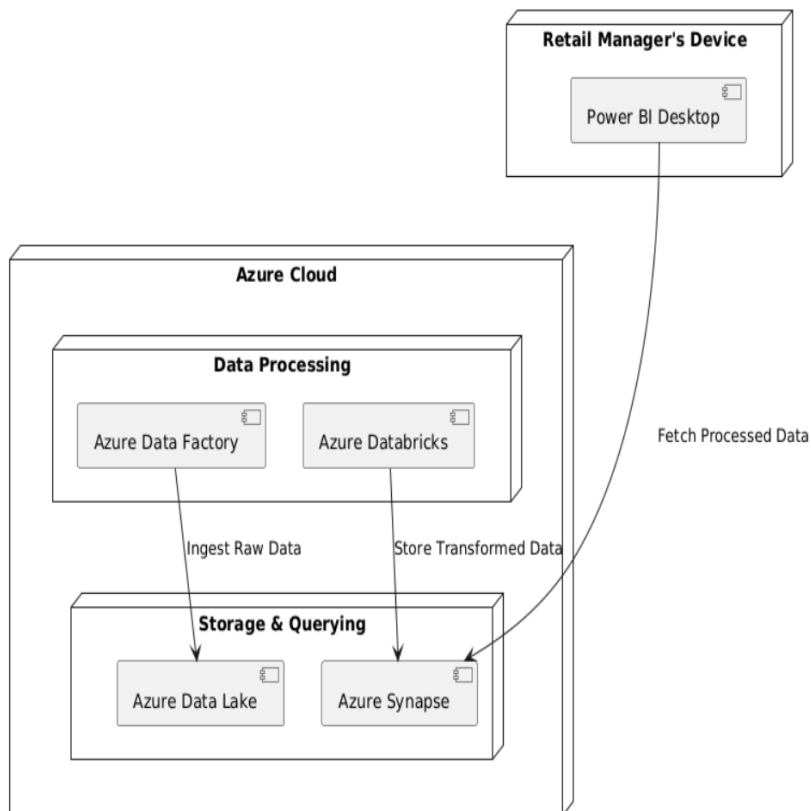 Retail Manager's Device
Power BI Desktop
Azure Cloud
Data Processing
Azure Data Factory
Azure Databricks
Fetch Processed Data
Ingest Raw Data
Store Transformed Data
Storage & Querying
Azure Data Lake
Azure Synapse